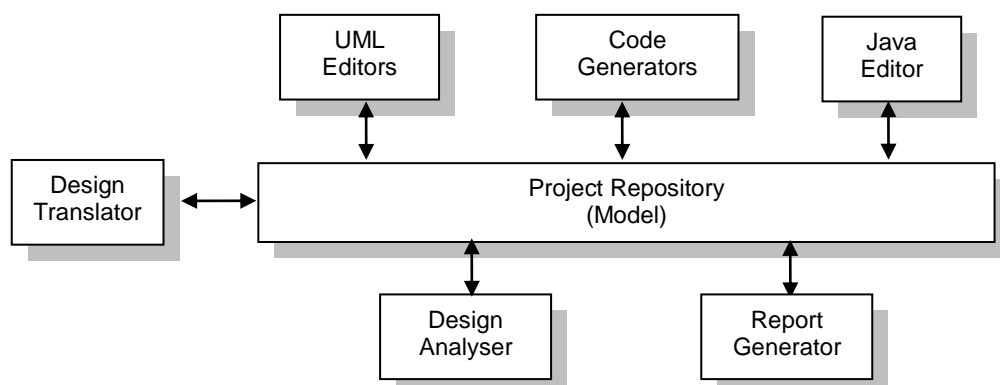 UML
Editors
Code
Generators
Java
Editor
Design
Translator
Project Repository
(Model)
Design
Analyser
Report
Generator